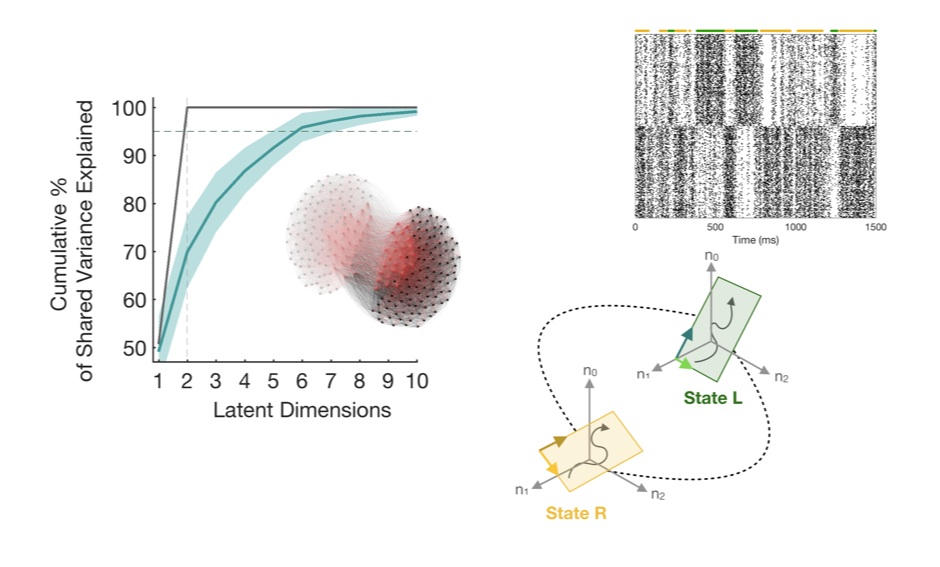 Cumulative %
of Shared Variance Explained
100
90
80
70
60
50
1 2 3 4 5 6 7 8 9 10
Latent Dimensions
0 500 1000 1500
Time (ms)
n0
n1
n2
State L
n0
n1
n2
State R